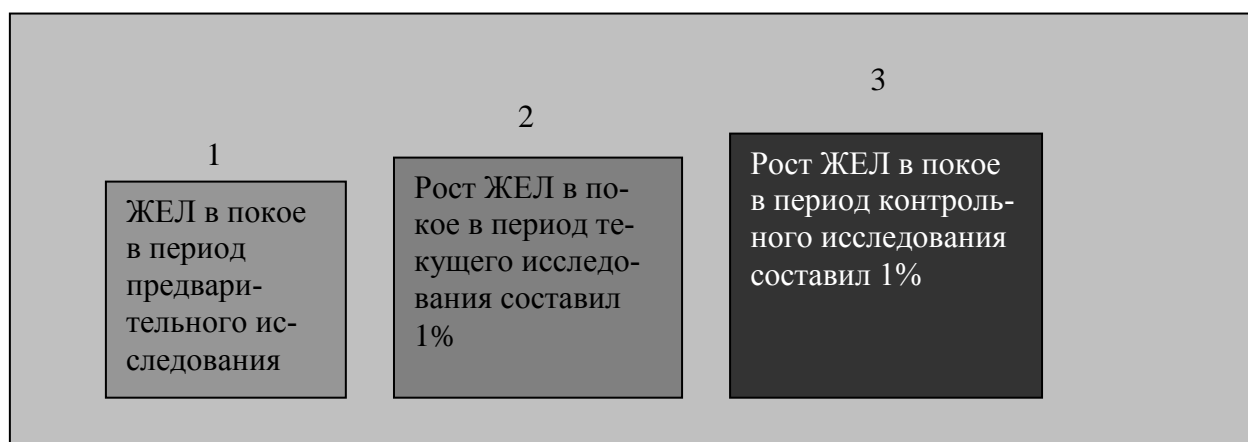 1
ЖЕЛ в покое
в период
предвари-
тельного ис-
следования
2
Рост ЖЕЛ в по-
кое в период те-
кущего исследо-
вания составил
1%
3
Рост ЖЕЛ в покое
в период контроль-
ного исследования
составил 1%